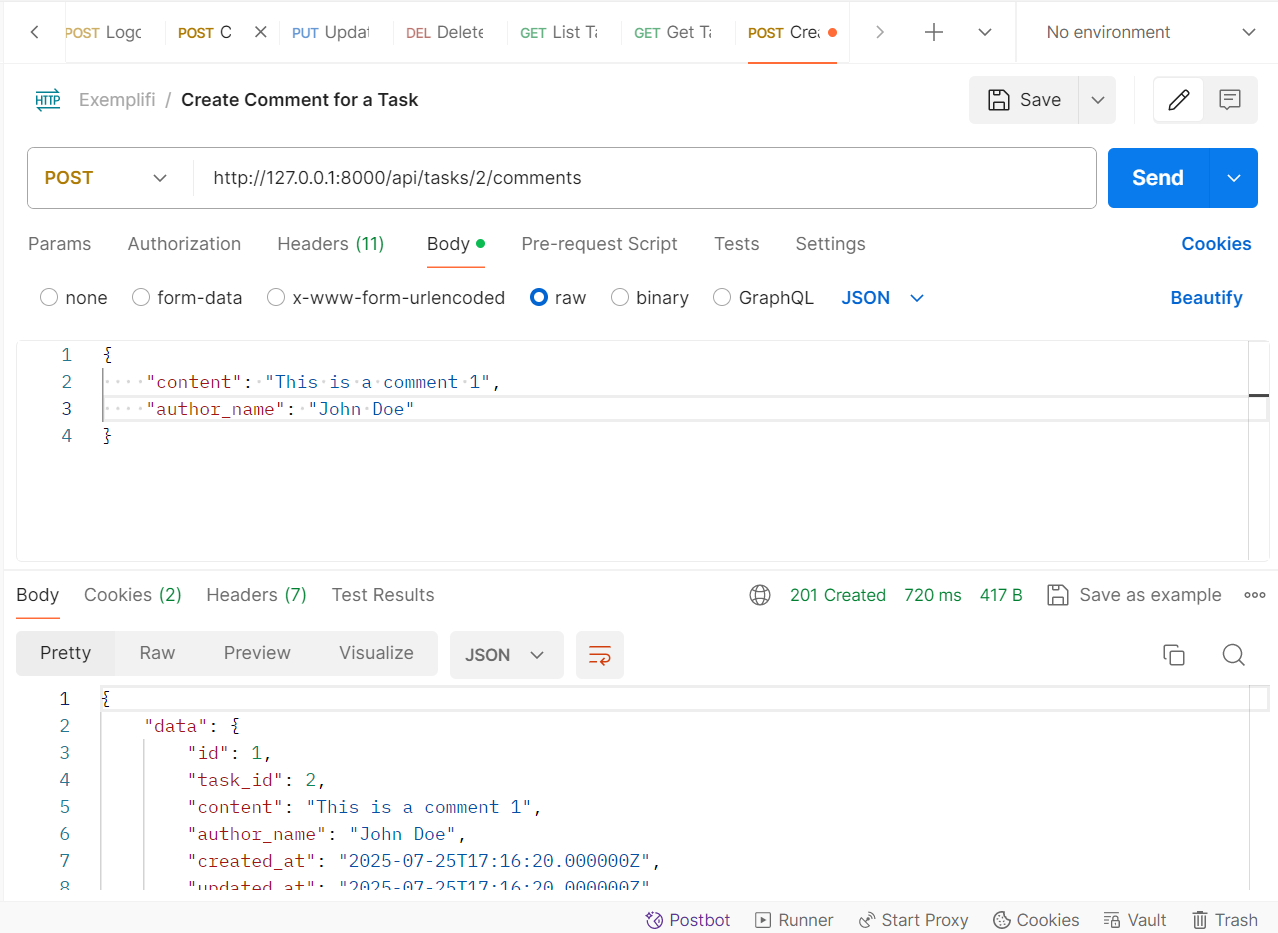 POST Logo POST C PUT Updat DEL Delete GET List Ta GET Get Ta POST Crea No environment
HTTP Exemplifi / Create Comment for a Task Save
POST http://127.0.0.1:8000/api/tasks/2/comments Send
Params Authorization Headers (11) Body Pre-request Script Tests Settings Cookies
none form-data x-www-form-urlencoded raw binary GraphQL JSON Beautify
1 {
2 "content": "This is a comment 1",
3 "author_name": "John Doe"
4 }
Body Cookies (2) Headers (7) Test Results 201 Created 720 ms 417 B Save as example
Pretty Raw Preview Visualize JSON
1 {
2 "data": {
3 "id": 1,
4 "task_id": 2,
5 "content": "This is a comment 1",
6 "author_name": "John Doe",
7 "created_at": "2025-07-25T17:16:20.000000Z",
8 "updated_at": "2025-07-25T17:16:20.000000Z"
Postbot Runner Start Proxy Cookies Vault Trash